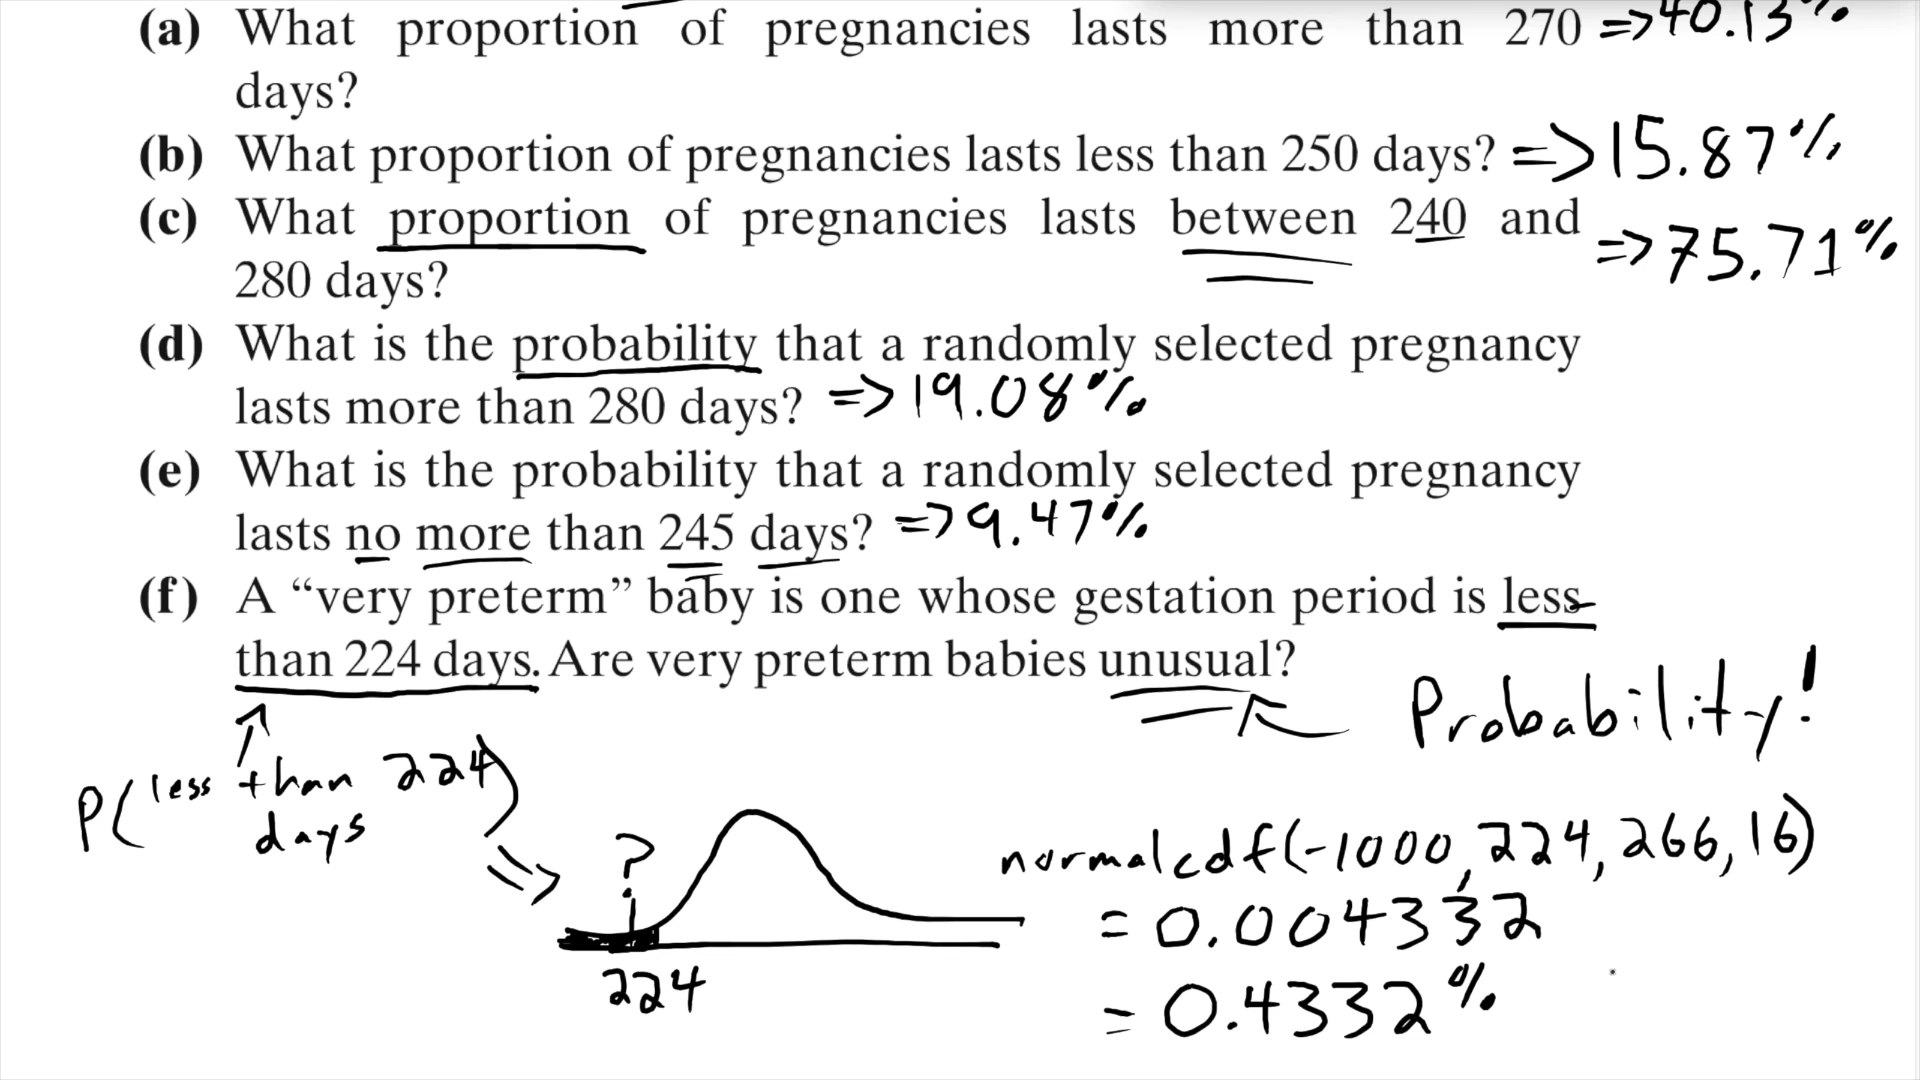 (a) What proportion of pregnancies lasts more than 270 => 40.13%
days?
(b) What proportion of pregnancies lasts less than 250 days? => 15.87%
(c) What proportion of pregnancies lasts between 240 and => 75.71%
280 days?
(d) What is the probability that a randomly selected pregnancy
lasts more than 280 days? => 19.08%
(e) What is the probability that a randomly selected pregnancy
lasts no more than 245 days? => 9.47%
(f) A “very preterm” baby is one whose gestation period is less
than 224 days. Are very preterm babies unusual?
Probability!
P(less than 224)
days
=>
?
224
normalcdf(-1000, 224, 266, 16)
= 0.004332
= 0.4332%